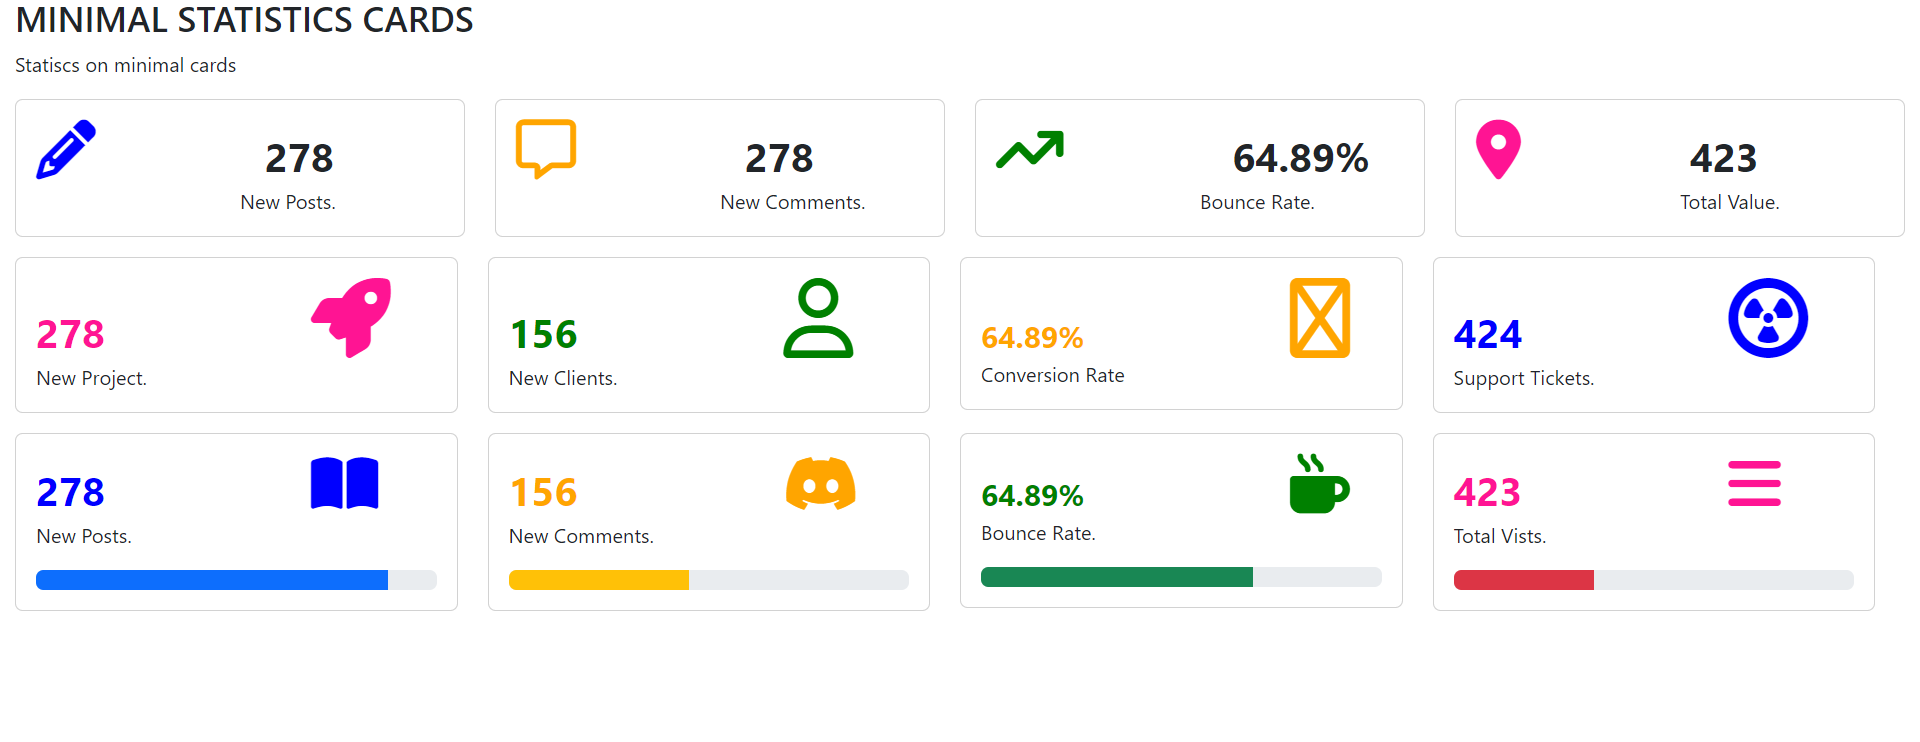 MINIMAL STATISTICS CARDS
Statiscs on minimal cards
278
New Posts.
278
New Comments.
64.89%
Bounce Rate.
423
Total Value.
278
New Project.
156
New Clients.
64.89%
Conversion Rate
424
Support Tickets.
278
New Posts.
156
New Comments.
64.89%
Bounce Rate.
423
Total Vists.